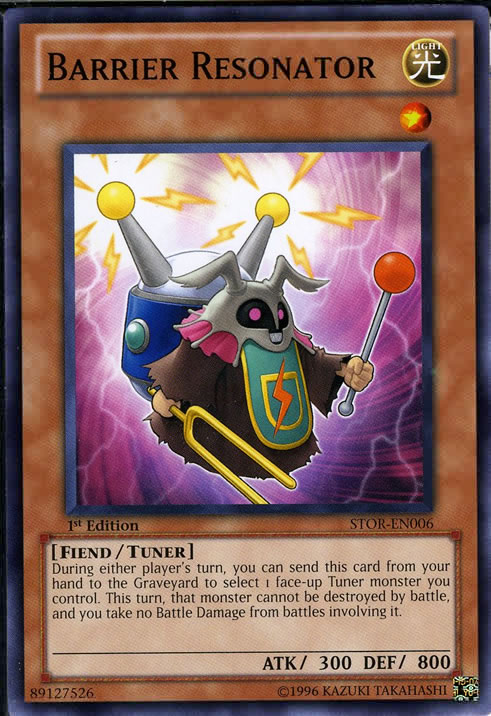 BARRIER RESONATOR
LIGHT
光
1st Edition
STOR-EN006
[FIEND/TUNER]
During either player's turn, you can send this card from your
hand to the Graveyard to select 1 face-up Tuner monster you
control. This turn, that monster cannot be destroyed by battle,
and you take no Battle Damage from battles involving it.
ATK/ 300 DEF/ 800
89127526
©1996 KAZUKI TAKAHASHI